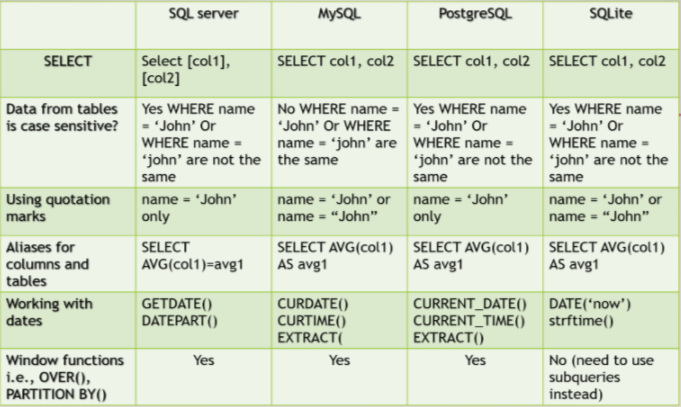 SQL server MySQL PostgreSQL SQLite
SELECT
Select [col1],
[col2]
SELECT col1, col2
SELECT col1, col2
SELECT col1, col2
Data from tables
is case sensitive?
Yes WHERE name
= ‘John’ Or
WHERE name =
‘john’ are not the
same
No WHERE name =
‘John’ Or WHERE
name = ‘john’ are
the same
Yes WHERE name
= ‘John’ Or
WHERE name =
‘john’ are not the
same
Yes WHERE name
= ‘John’ Or
WHERE name =
‘john’ are not the
same
Using quotation
marks
name = ‘John’
only
name = ‘John’ or
name = “John”
name = ‘John’
only
name = ‘John’ or
name = “John”
Aliases for
columns and
tables
SELECT
AVG(col1)=avg1
SELECT AVG(col1)
AS avg1
SELECT AVG(col1)
AS avg1
SELECT AVG(col1)
AS avg1
Working with
dates
GETDATE()
DATEPART()
CURDATE()
CURTIME()
EXTRACT(
CURRENT_DATE()
CURRENT_TIME()
EXTRACT()
DATE(‘now’)
strftime()
Window functions
i.e., OVER(),
PARTITION BY()
Yes
Yes
Yes
No (need to use
subqueries
instead)